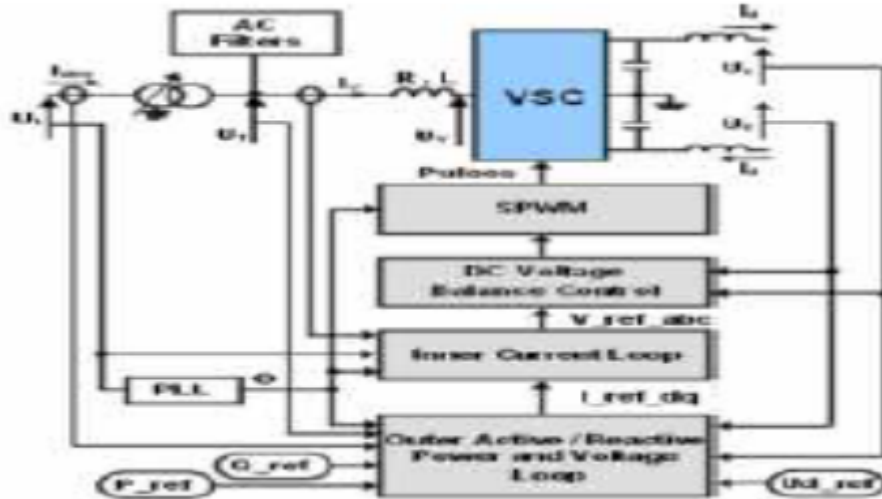 AC
Filters
R, L
VSC
Pulses
SPWM
DC Voltage
Balance Control
V_ref_abc
Inner Current Loop
PLL
I_ref_dq
Outer Active / Reactive
Power and Voltage
Loop
Q_ref
P_ref
Ud_ref